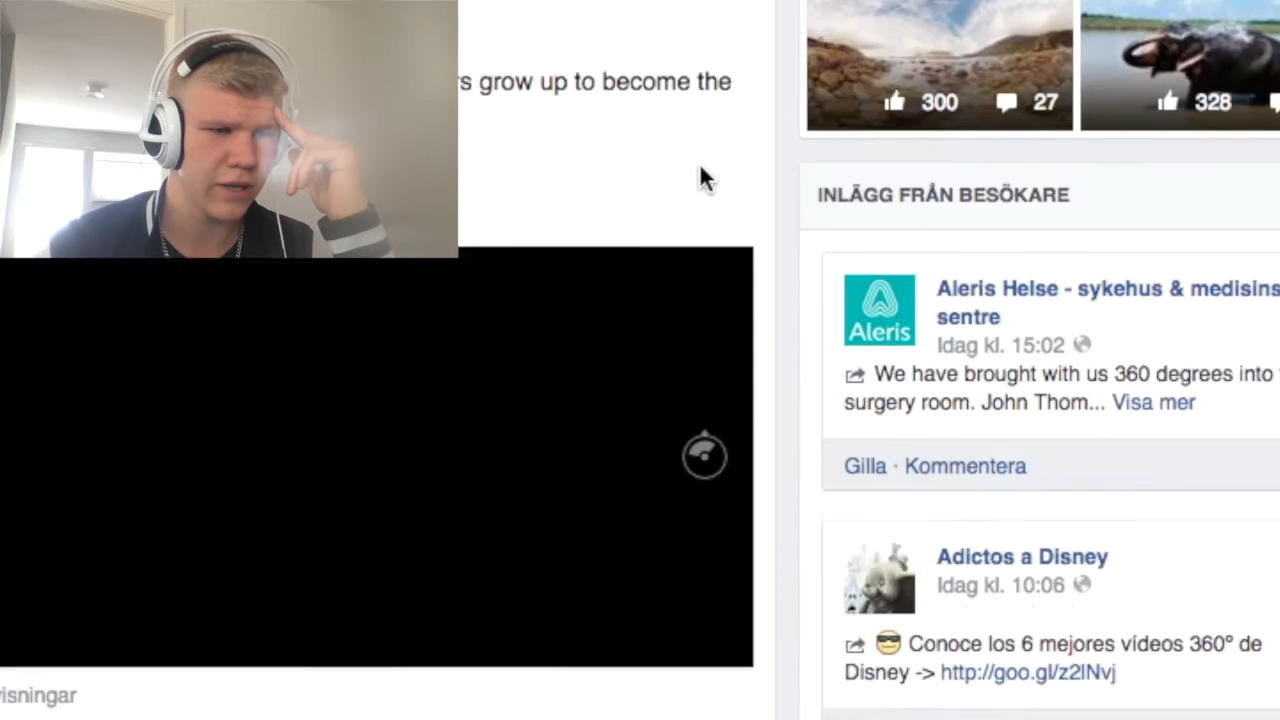 s grow up to become the
300 27
328
INLÄGG FRÅN BESÖKARE
Aleris
Aleris Helse - sykehus & medisins
sentre
Idag kl. 15:02
We have brought with us 360 degrees into
surgery room. John Thom... Visa mer
Gilla · Kommentera
Adictos a Disney
Idag kl. 10:06
😎 Conoce los 6 mejores vídeos 360º de
Disney -> http://goo.gl/z2lNvj
visningar